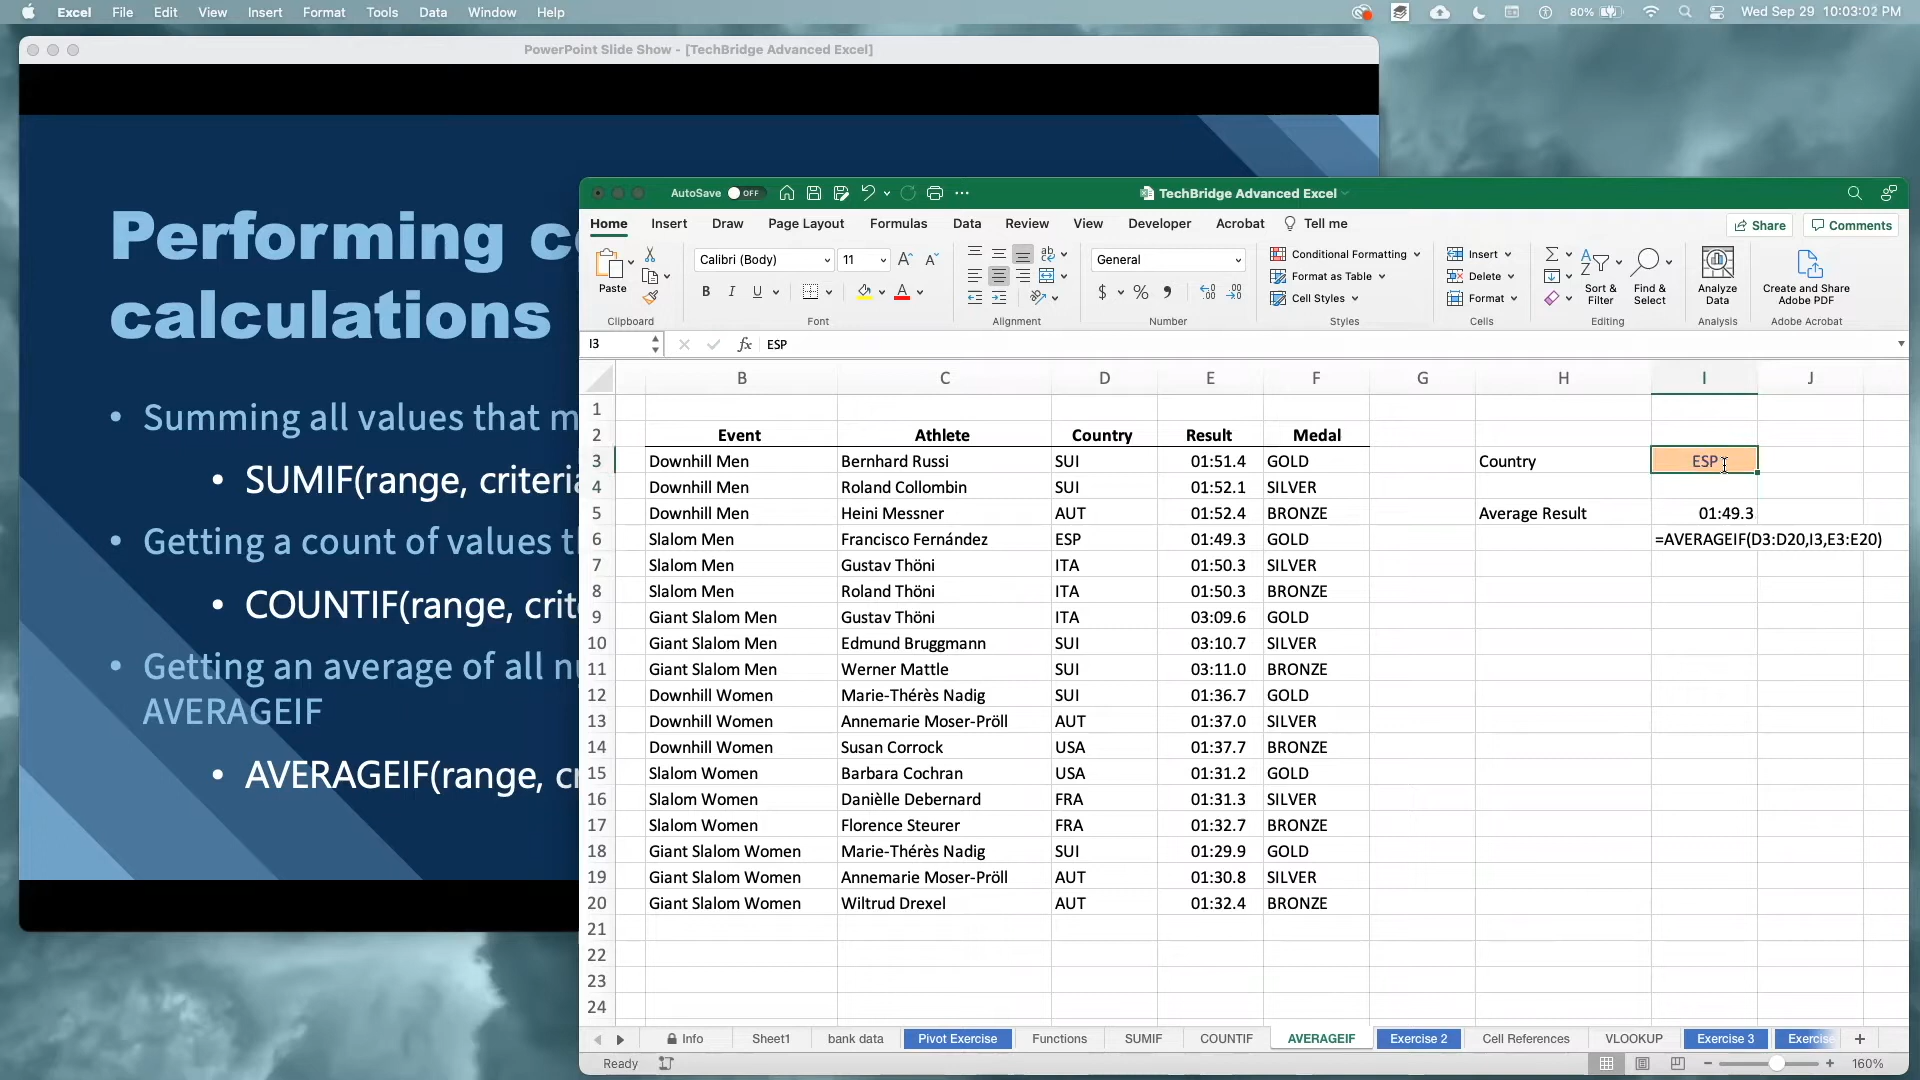 Excel File Edit View Insert Format Tools Data Window Help 80% Wed Sep 29 10:03:02 PM
PowerPoint Slide Show - [TechBridge Advanced Excel]
Performing
calculations
Summing all values that
SUMIF(range,
Getting a count of values
COUNTIF(range,
Getting an average of all
AVERAGEIF
AVERAGEIF(range,
AutoSave OFF TechBridge Advanced Excel
Home Insert Draw Page Layout Formulas Data Review View Developer Acrobat Tell me Share Comments
Paste Calibri (Body) 11 General Conditional Formatting Insert Sort & Filter Find & Select Analyze Data Create and Share Adobe PDF
Format as Table Delete
B I U A $ % Cell Styles Format
Clipboard Font Alignment Number Styles Cells Editing Analysis Adobe Acrobat
I3 fx ESP
B C D E F G H I J
1
2 Event Athlete Country Result Medal
3 Downhill Men Bernhard Russi SUI 01:51.4 GOLD Country ESP
4 Downhill Men Roland Collombin SUI 01:52.1 SILVER
5 Downhill Men Heini Messner AUT 01:52.4 BRONZE Average Result 01:49.3
6 Slalom Men Francisco Fernández ESP 01:49.3 GOLD =AVERAGEIF(D3:D20,I3,E3:E20)
7 Slalom Men Gustav Thöni ITA 01:50.3 SILVER
8 Slalom Men Roland Thöni ITA 01:50.3 BRONZE
9 Giant Slalom Men Gustav Thöni ITA 03:09.6 GOLD
10 Giant Slalom Men Edmund Bruggmann SUI 03:10.7 SILVER
11 Giant Slalom Men Werner Mattle SUI 03:11.0 BRONZE
12 Downhill Women Marie-Thérès Nadig SUI 01:36.7 GOLD
13 Downhill Women Annemarie Moser-Pröll AUT 01:37.0 SILVER
14 Downhill Women Susan Corrock USA 01:37.7 BRONZE
15 Slalom Women Barbara Cochran USA 01:31.2 GOLD
16 Slalom Women Danièlle Debernard FRA 01:31.3 SILVER
17 Slalom Women Florence Steurer FRA 01:32.7 BRONZE
18 Giant Slalom Women Marie-Thérès Nadig SUI 01:29.9 GOLD
19 Giant Slalom Women Annemarie Moser-Pröll AUT 01:30.8 SILVER
20 Giant Slalom Women Wiltrud Drexel AUT 01:32.4 BRONZE
21
22
23
24
Info Sheet1 bank data Pivot Exercise Functions SUMIF COUNTIF AVERAGEIF Exercise 2 Cell References VLOOKUP Exercise 3 Exercise
Ready 160%